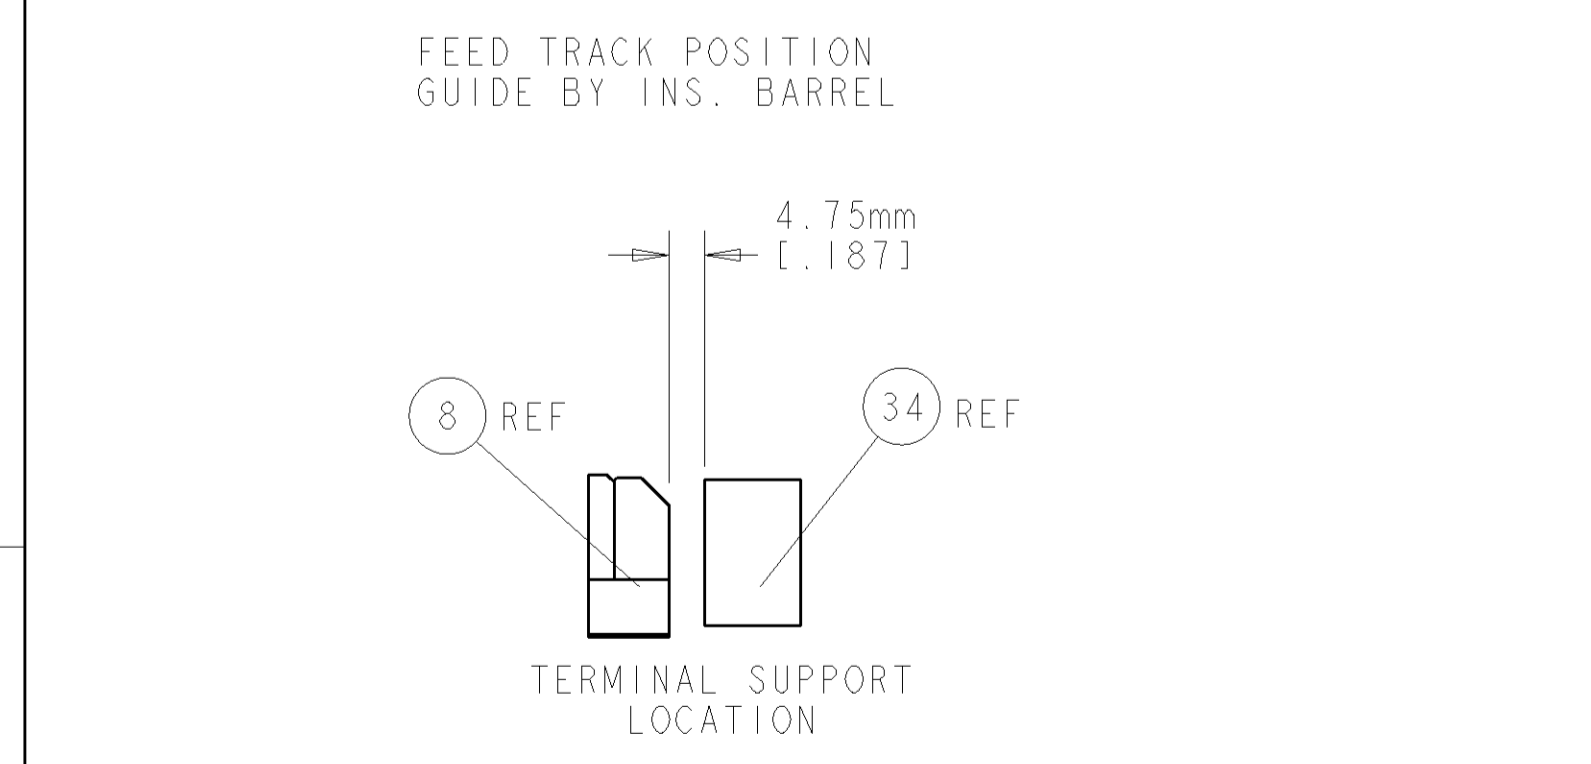 FEED TRACK POSITION
GUIDE BY INS. BARREL
4.75mm
[.187]
8 REF
34 REF
TERMINAL SUPPORT
LOCATION